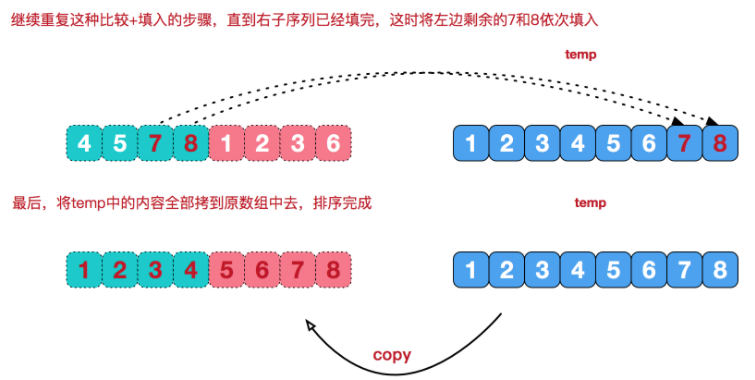 继续重复这种比较+填入的步骤，直到右子序列已经填完，这时将左边剩余的7和8依次填入
temp
4 5 7 8 1 2 3 6
1 2 3 4 5 6 7 8
最后，将temp中的内容全部拷到原数组中去，排序完成
temp
1 2 3 4 5 6 7 8
1 2 3 4 5 6 7 8
copy